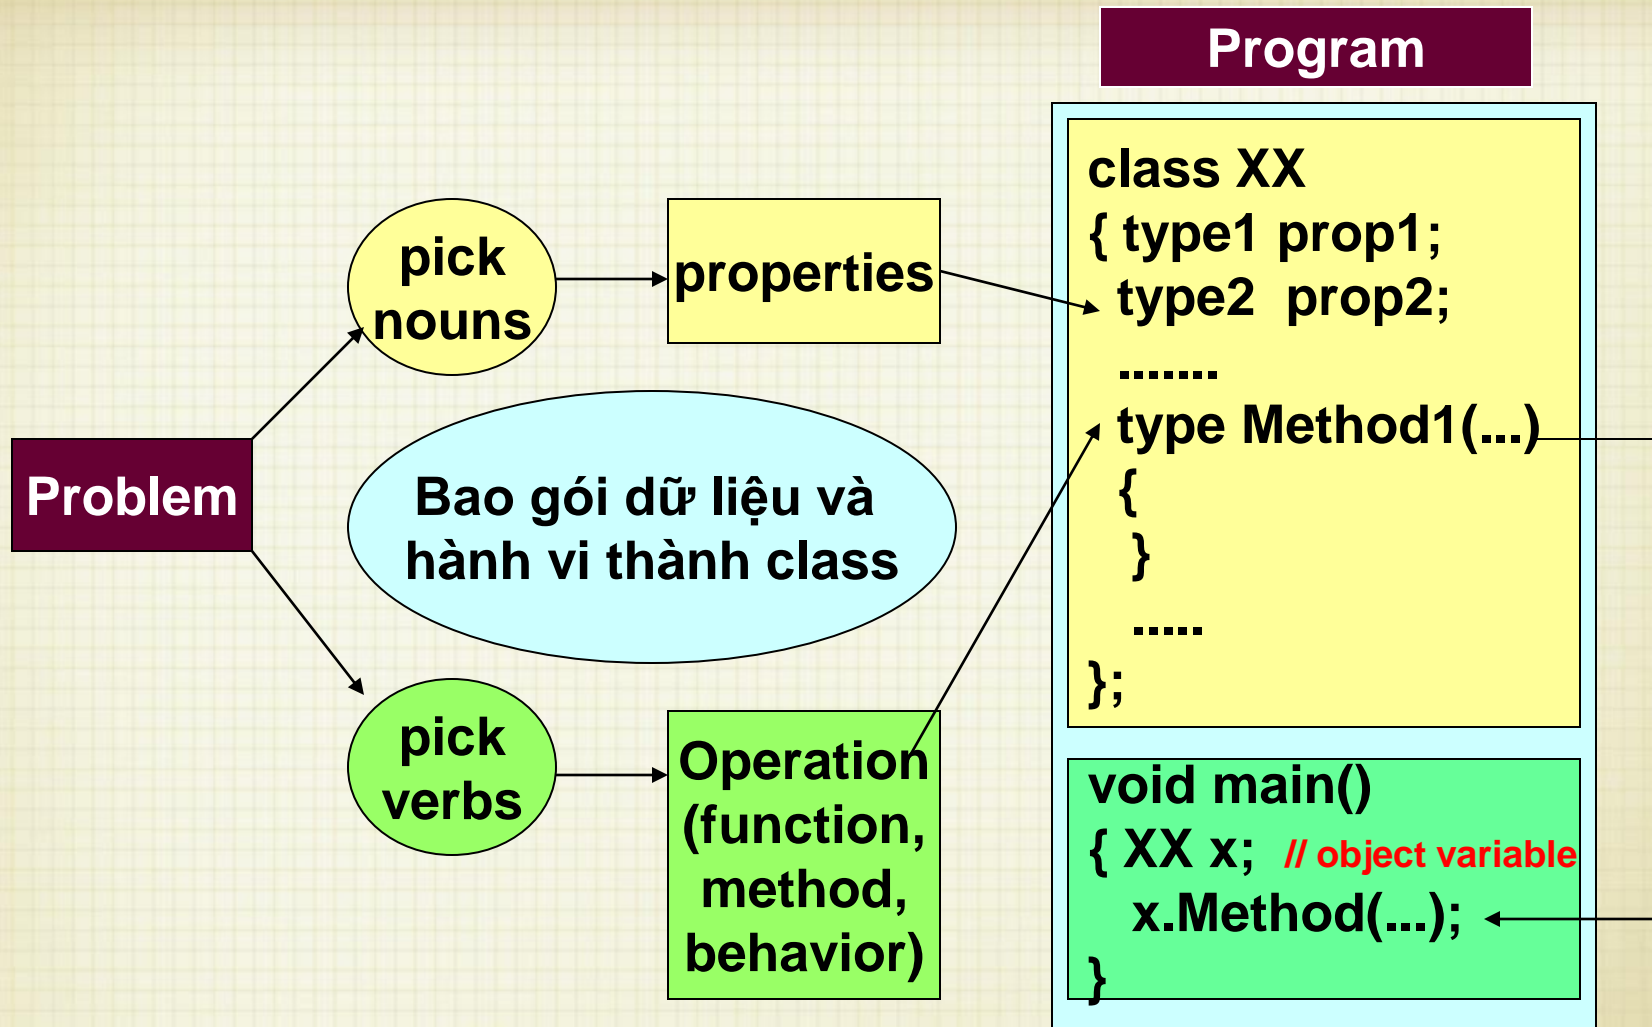 Program
Problem
pick
nouns
properties
Bao gói dữ liệu và
hành vi thành class
pick
verbs
Operation
(function,
method,
behavior)
class XX
{ type1 prop1;
type2 prop2;
.......
type Method1(...)
{
}
.....
};
void main()
{ XX x; // object variable
x.Method(...);
}